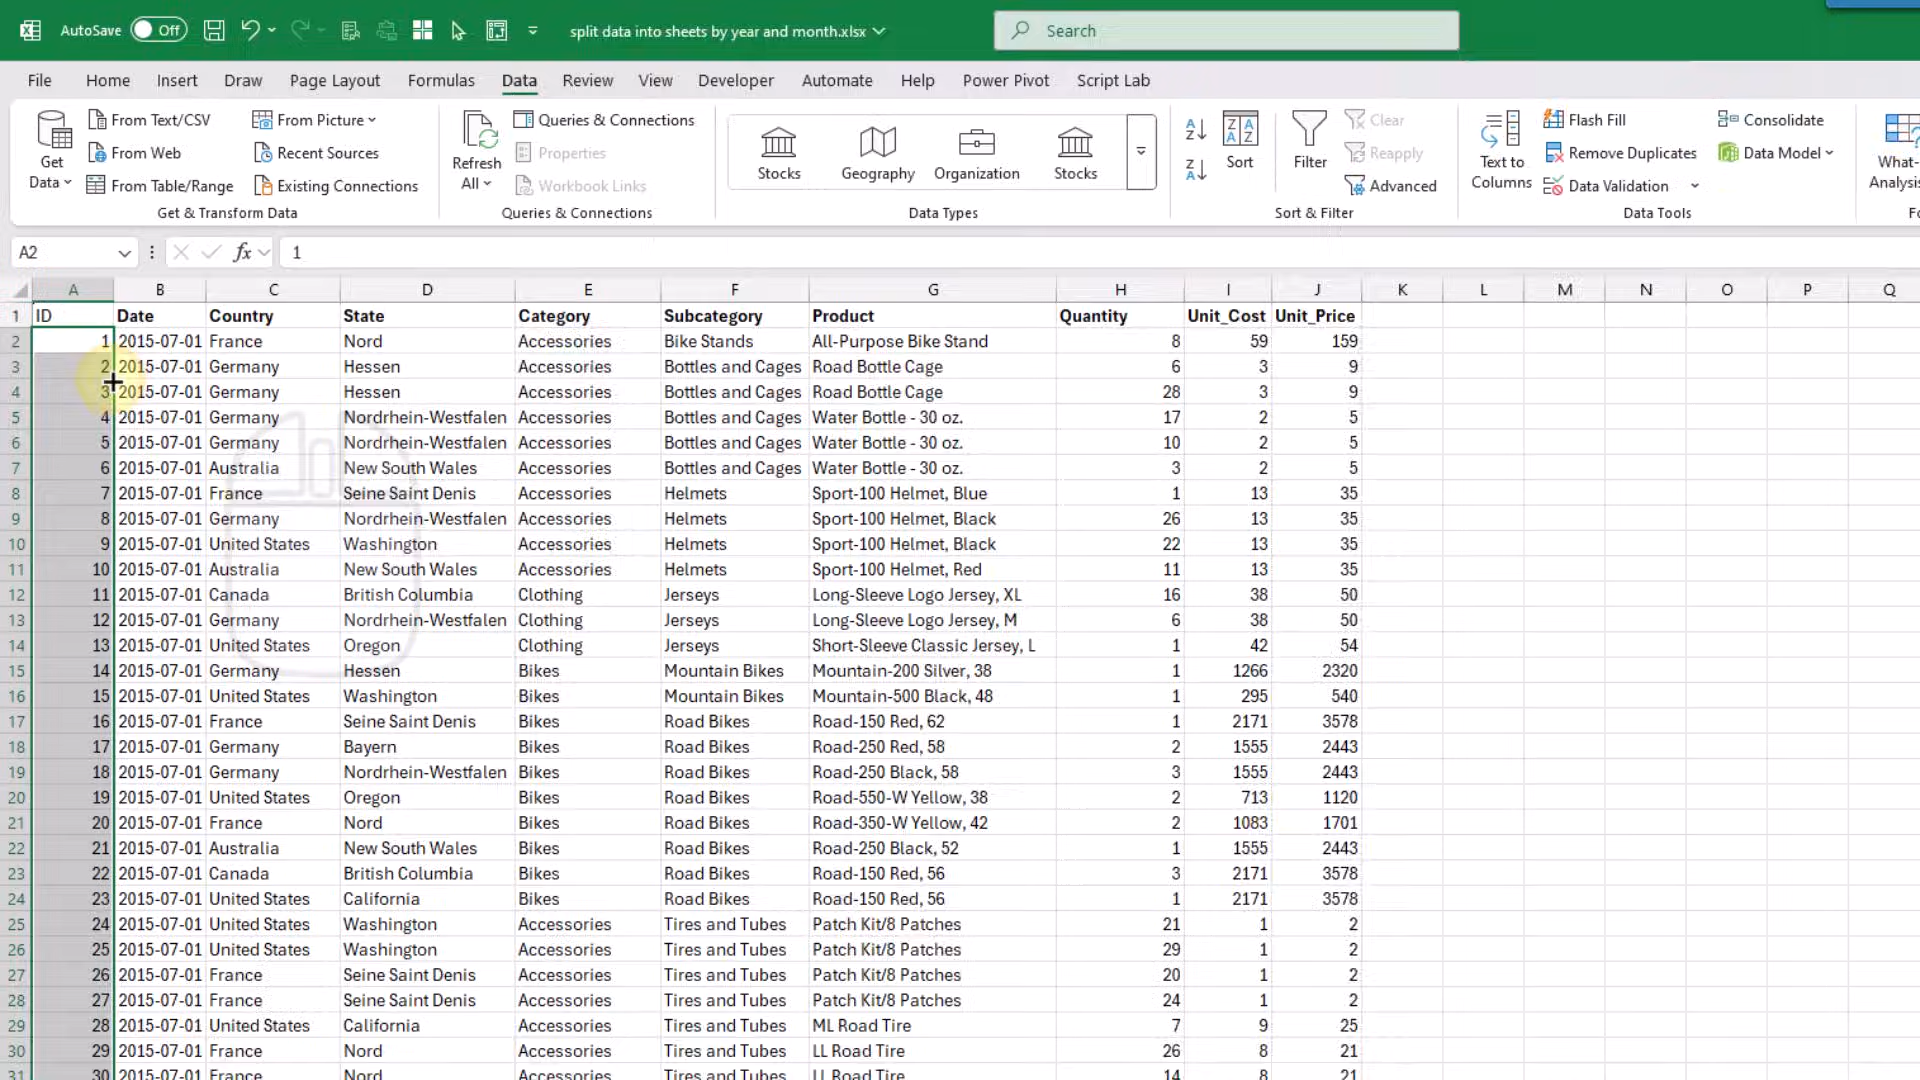 AutoSave Off split data into sheets by year and month.xlsx Search
File Home Insert Draw Page Layout Formulas Data Review View Developer Automate Help Power Pivot Script Lab
Get Data
From Text/CSV
From Web
From Table/Range
From Picture
Recent Sources
Existing Connections
Get & Transform Data
Refresh All
Queries & Connections
Properties
Workbook Links
Queries & Connections
Stocks Geography Organization Stocks
Data Types
Sort
Filter
Clear
Reapply
Advanced
Sort & Filter
Text to Columns
Flash Fill
Remove Duplicates
Data Validation
Consolidate
Data Model
Data Tools
What-
Analysis
A2 fx 1
A B C D E F G H I J K L M N O P Q
1 ID Date Country State Category Subcategory Product Quantity Unit_Cost Unit_Price
2 1 2015-07-01 France Nord Accessories Bike Stands All-Purpose Bike Stand 8 59 159
3 2 2015-07-01 Germany Hessen Accessories Bottles and Cages Road Bottle Cage 6 3 9
4 3 2015-07-01 Germany Hessen Accessories Bottles and Cages Road Bottle Cage 28 3 9
5 4 2015-07-01 Germany Nordrhein-Westfalen Accessories Bottles and Cages Water Bottle - 30 oz. 17 2 5
6 5 2015-07-01 Germany Nordrhein-Westfalen Accessories Bottles and Cages Water Bottle - 30 oz. 10 2 5
7 6 2015-07-01 Australia New South Wales Accessories Bottles and Cages Water Bottle - 30 oz. 3 2 5
8 7 2015-07-01 France Seine Saint Denis Accessories Helmets Sport-100 Helmet, Blue 1 13 35
9 8 2015-07-01 Germany Nordrhein-Westfalen Accessories Helmets Sport-100 Helmet, Black 26 13 35
10 9 2015-07-01 United States Washington Accessories Helmets Sport-100 Helmet, Black 22 13 35
11 10 2015-07-01 Australia New South Wales Accessories Helmets Sport-100 Helmet, Red 11 13 35
12 11 2015-07-01 Canada British Columbia Clothing Jerseys Long-Sleeve Logo Jersey, XL 16 38 50
13 12 2015-07-01 Germany Nordrhein-Westfalen Clothing Jerseys Long-Sleeve Logo Jersey, M 6 38 50
14 13 2015-07-01 United States Oregon Clothing Jerseys Short-Sleeve Classic Jersey, L 1 42 54
15 14 2015-07-01 Germany Hessen Bikes Mountain Bikes Mountain-200 Silver, 38 1 1266 2320
16 15 2015-07-01 United States Washington Bikes Mountain Bikes Mountain-500 Black, 48 1 295 540
17 16 2015-07-01 France Seine Saint Denis Bikes Road Bikes Road-150 Red, 62 1 2171 3578
18 17 2015-07-01 Germany Bayern Bikes Road Bikes Road-250 Red, 58 2 1555 2443
19 18 2015-07-01 Germany Nordrhein-Westfalen Bikes Road Bikes Road-250 Black, 58 3 1555 2443
20 19 2015-07-01 United States Oregon Bikes Road Bikes Road-550-W Yellow, 38 2 713 1120
21 20 2015-07-01 France Nord Bikes Road Bikes Road-350-W Yellow, 42 2 1083 1701
22 21 2015-07-01 Australia New South Wales Bikes Road Bikes Road-250 Black, 52 1 1555 2443
23 22 2015-07-01 Canada British Columbia Bikes Road Bikes Road-150 Red, 56 3 2171 3578
24 23 2015-07-01 United States California Bikes Road Bikes Road-150 Red, 56 1 2171 3578
25 24 2015-07-01 United States Washington Accessories Tires and Tubes Patch Kit/8 Patches 21 1 2
26 25 2015-07-01 United States Washington Accessories Tires and Tubes Patch Kit/8 Patches 29 1 2
27 26 2015-07-01 France Seine Saint Denis Accessories Tires and Tubes Patch Kit/8 Patches 20 1 2
28 27 2015-07-01 France Seine Saint Denis Accessories Tires and Tubes Patch Kit/8 Patches 24 1 2
29 28 2015-07-01 United States California Accessories Tires and Tubes ML Road Tire 7 9 25
30 29 2015-07-01 France Nord Accessories Tires and Tubes LL Road Tire 26 8 21
31 30 2015-07-01 France Nord Accessories Tires and Tubes LL Road Tire 14 8 21